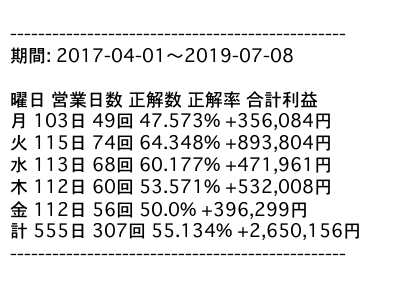 ------------------------------------------------
期間: 2017-04-01～2019-07-08
曜日 営業日数 正解数 正解率 合計利益
月 103日 49回 47.573% +356,084円
火 115日 74回 64.348% +893,804円
水 113日 68回 60.177% +471,961円
木 112日 60回 53.571% +532,008円
金 112日 56回 50.0% +396,299円
計 555日 307回 55.134% +2,650,156円
------------------------------------------------